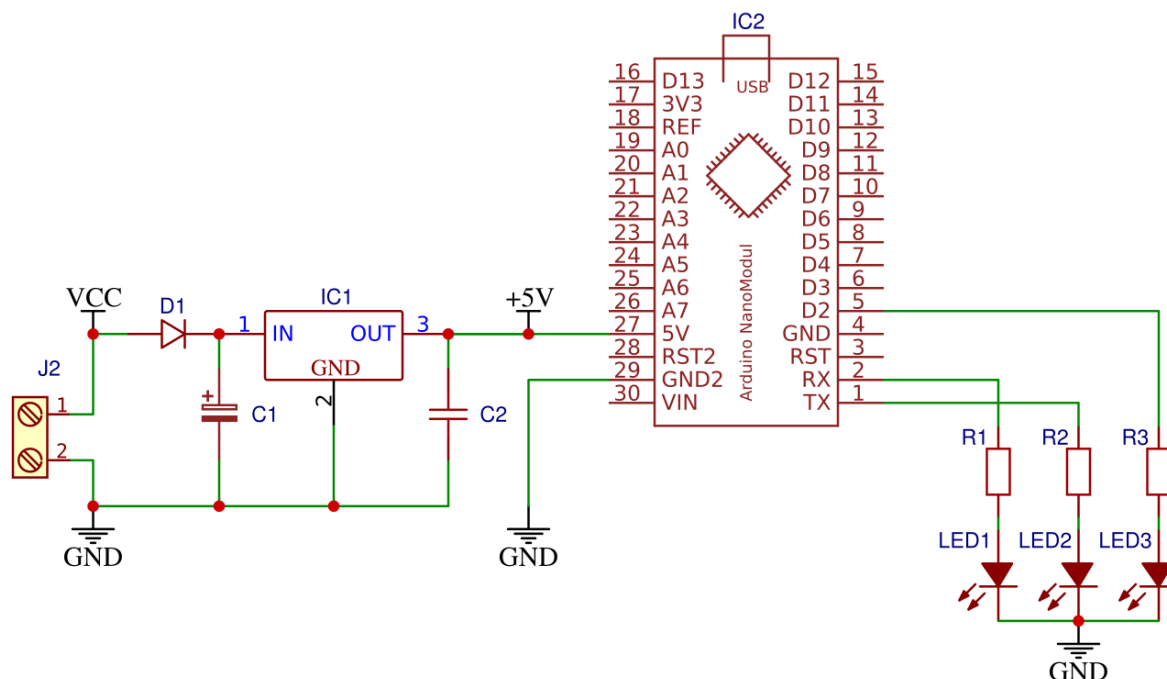 IC2
USB
16 D13 D12 15
17 3V3 D11 14
18 REF D10 13
19 A0 D9 12
20 A1 D8 11
21 A2 D7 10
22 A3 D6 9
23 A4 D5 8
24 A5 D4 7
25 A6 D3 6
26 A7 D2 5
27 5V GND 4
28 RST2 RST 3
29 GND2 RX 2
30 VIN TX 1
Arduino NanoModul
VCC
D1
IC1
+5V
1 IN OUT 3
GND
2
J2
1
2
+
C1
C2
GND
GND
R1 R2 R3
LED1 LED2 LED3
GND